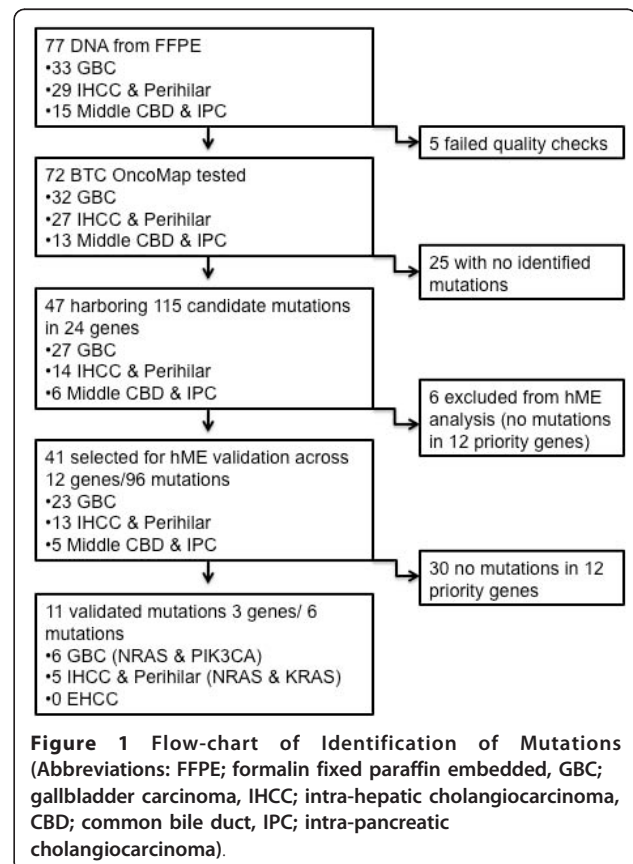 77 DNA from FFPE
•33 GBC
•29 IHCC & Perihilar
•15 Middle CBD & IPC
5 failed quality checks
72 BTC OncoMap tested
•32 GBC
•27 IHCC & Perihilar
•13 Middle CBD & IPC
25 with no identified
mutations
47 harboring 115 candidate mutations
in 24 genes
•27 GBC
•14 IHCC & Perihilar
•6 Middle CBD & IPC
6 excluded from hME
analysis (no mutations
in 12 priority genes)
41 selected for hME validation across
12 genes/96 mutations
•23 GBC
•13 IHCC & Perihilar
•5 Middle CBD & IPC
30 no mutations in 12
priority genes
11 validated mutations 3 genes/ 6
mutations
•6 GBC (NRAS & PIK3CA)
•5 IHCC & Perihilar (NRAS & KRAS)
•0 EHCC
Figure 1 Flow-chart of Identification of Mutations
(Abbreviations: FFPE; formalin fixed paraffin embedded, GBC;
gallbladder carcinoma, IHCC; intra-hepatic cholangiocarcinoma,
CBD; common bile duct, IPC; intra-pancreatic
cholangiocarcinoma).